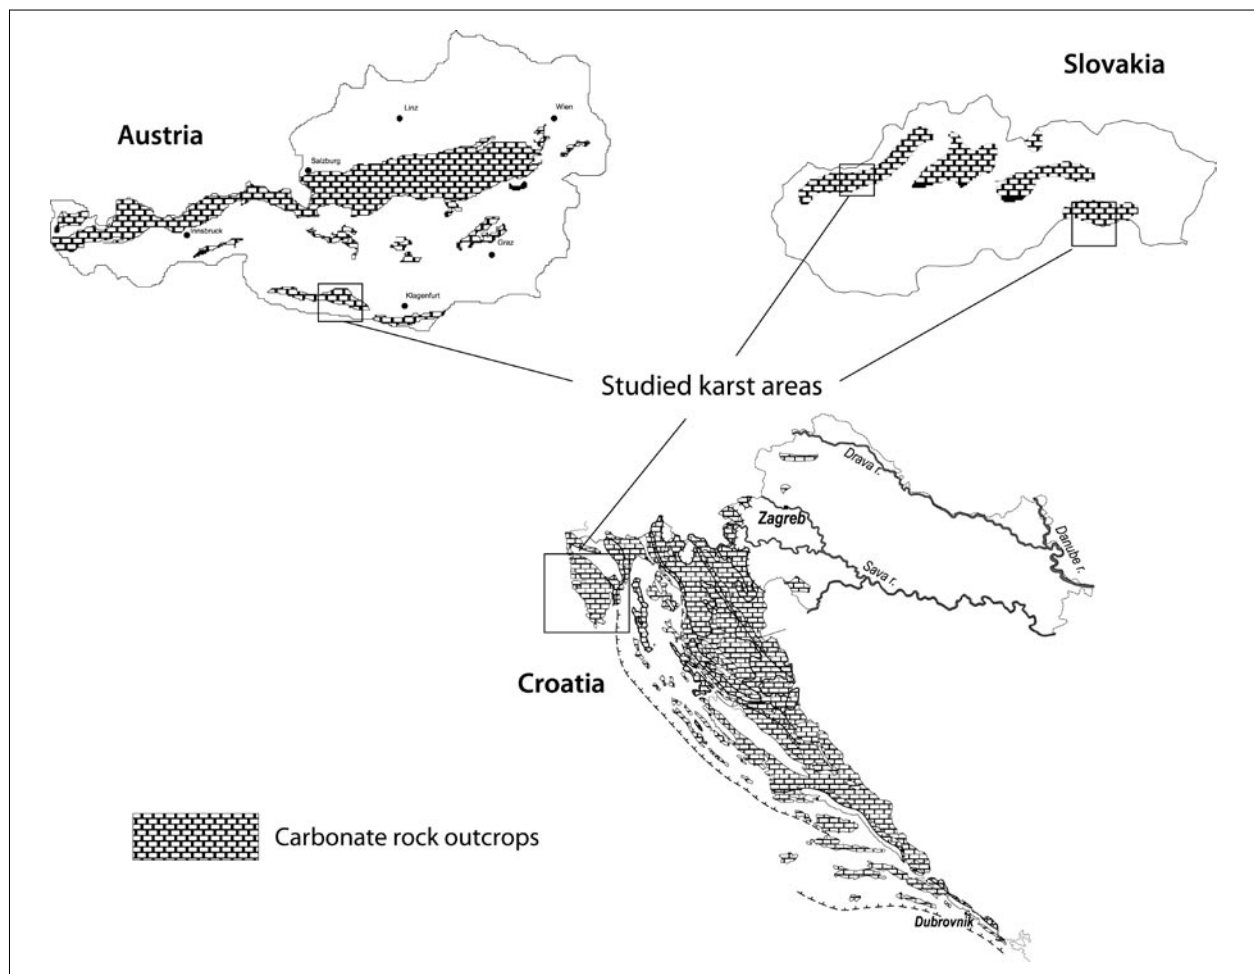 Slovakia
Austria
Linz
Wien
Salzburg
Innsbruck
Graz
Klagenfurt
Studied karst areas
Drava r.
Zagreb
Danube r.
Sava r.
Croatia
Carbonate rock outcrops
Dubrovnik